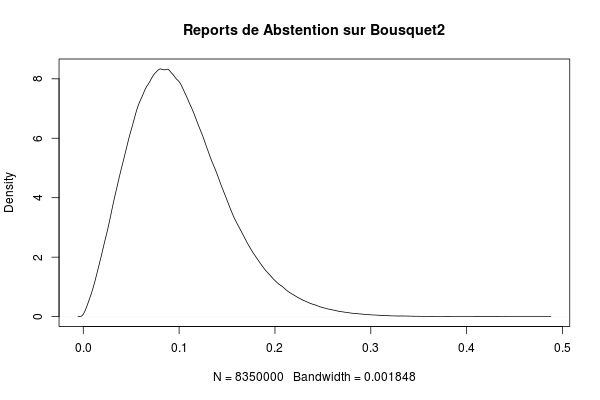 Reports de Abstention sur Bousquet2
Density
8
6
4
2
0
0.0 0.1 0.2 0.3 0.4 0.5
N = 8350000 Bandwidth = 0.001848